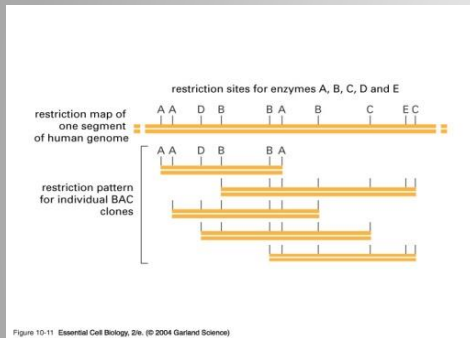 restriction sites for enzymes A, B, C, D and E
A A D B B A B C E C
restriction map of
one segment
of human genome
A A D B B A
restriction pattern
for individual BAC
clones
Figure 10-11 Essential Cell Biology, 2/e. (© 2004 Garland Science)